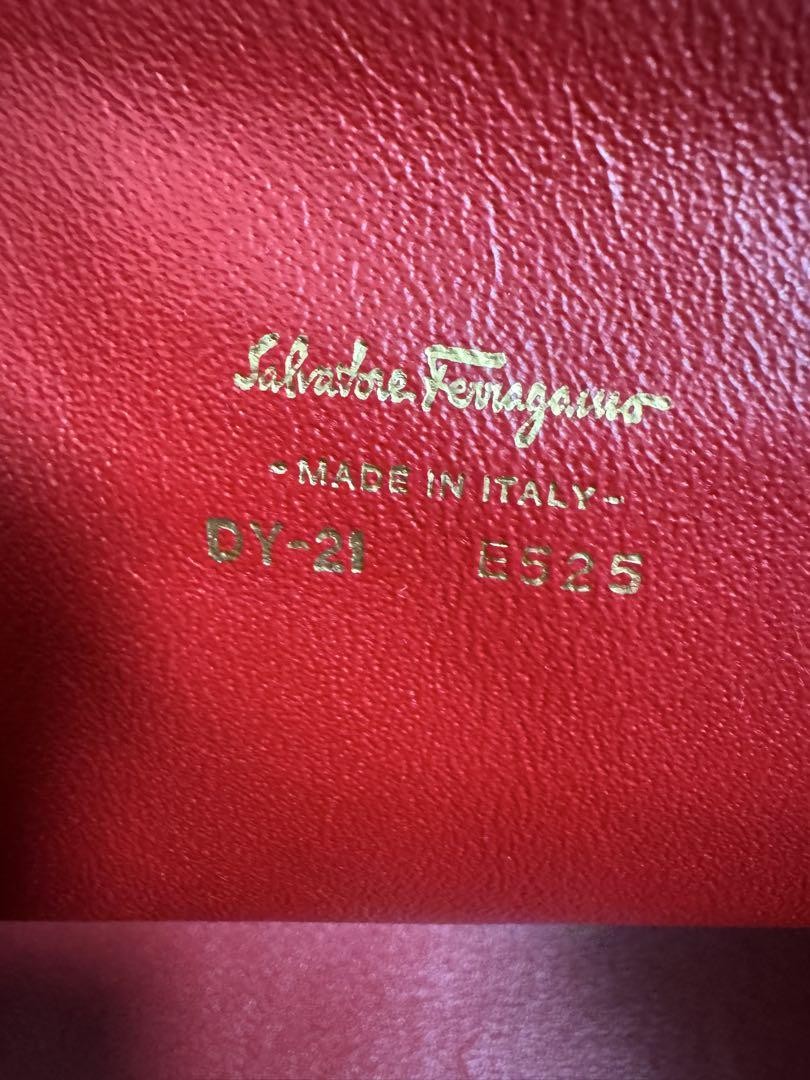 Salvatore Ferragamo
-MADE IN ITALY-
DY-21 E525